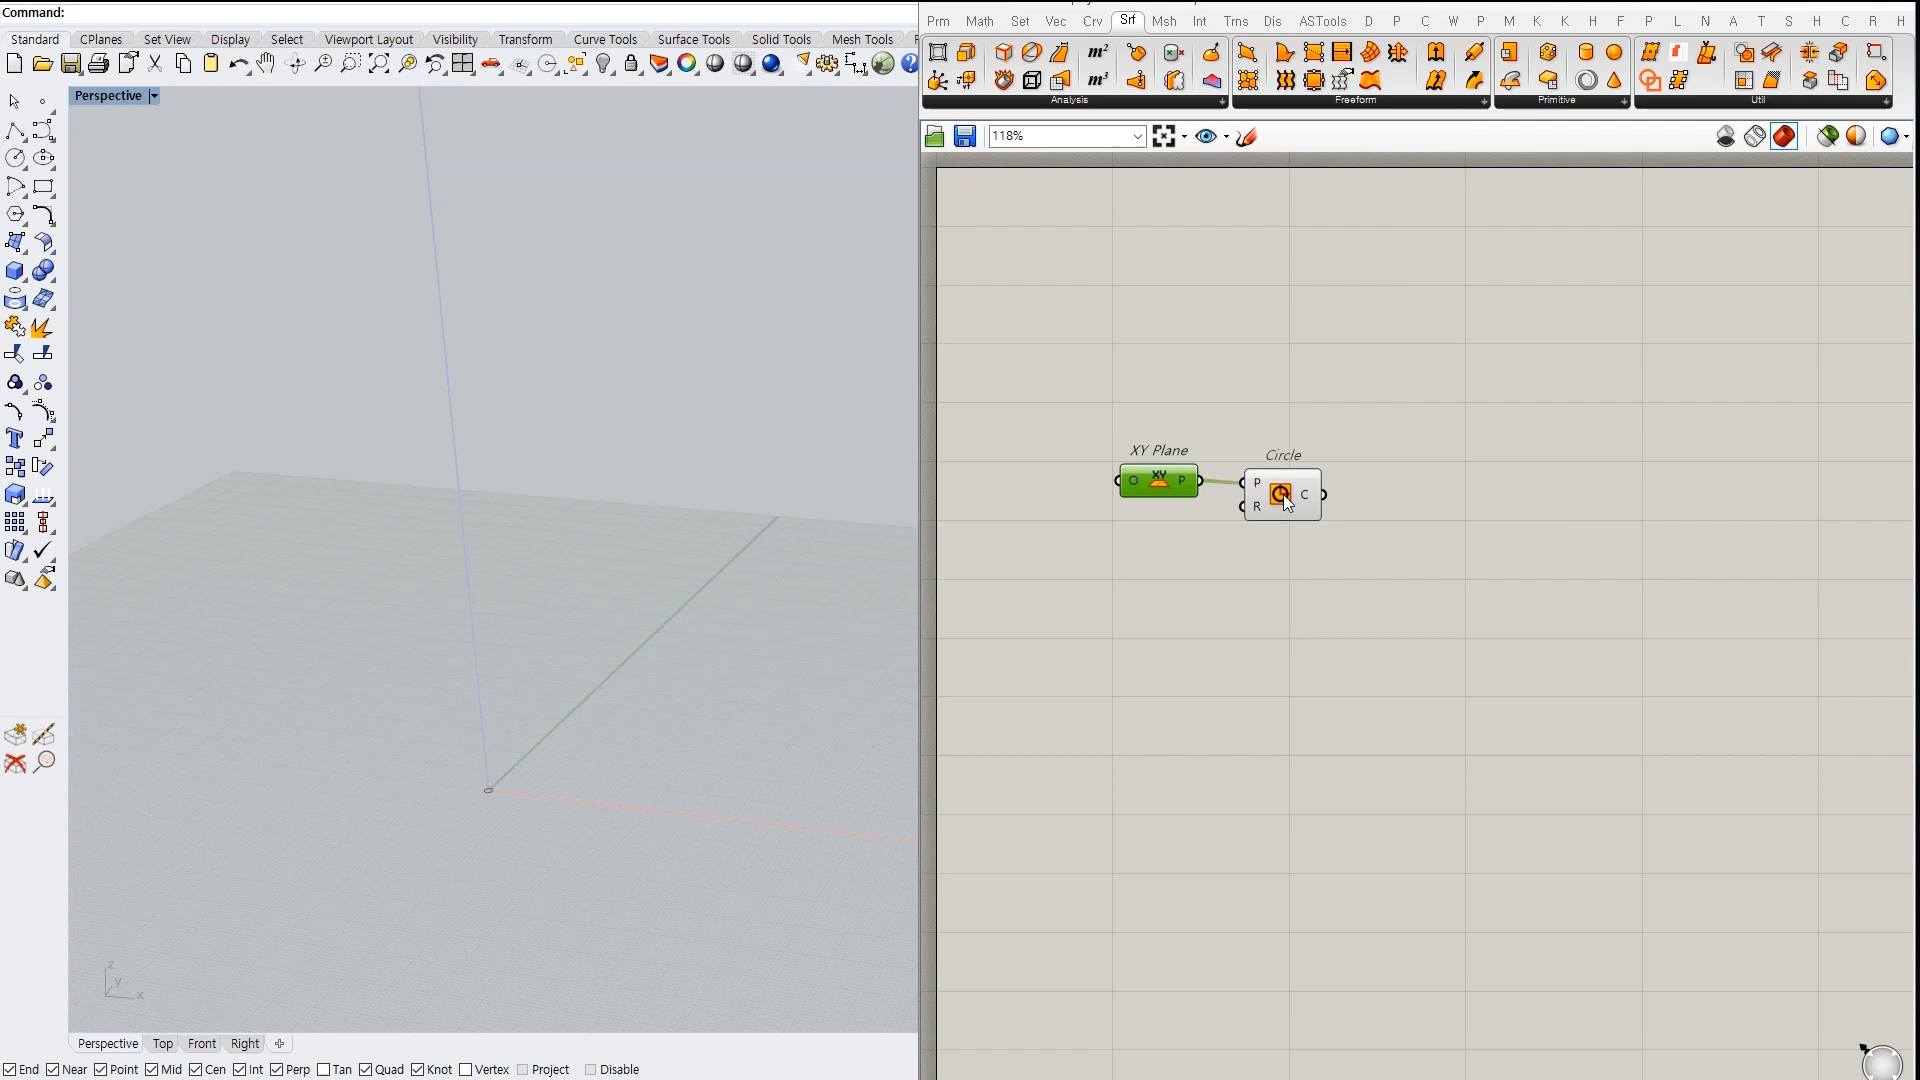 Command:
Standard CPlanes Set View Display Select Viewport Layout Visibility Transform Curve Tools Surface Tools Solid Tools Mesh Tools
Perspective
Prm Math Set Vec Crv Srf Msh Int Trns Dis ASTools D P C W P M K K H F P L N A T S H C R H
m²
m³
Analysis Freeform Primitive Util
118%
XY Plane
O XY P
Circle
P
R
C
z
y
x
Perspective Top Front Right
End Near Point Mid Cen Int Perp Tan Quad Knot Vertex Project Disable